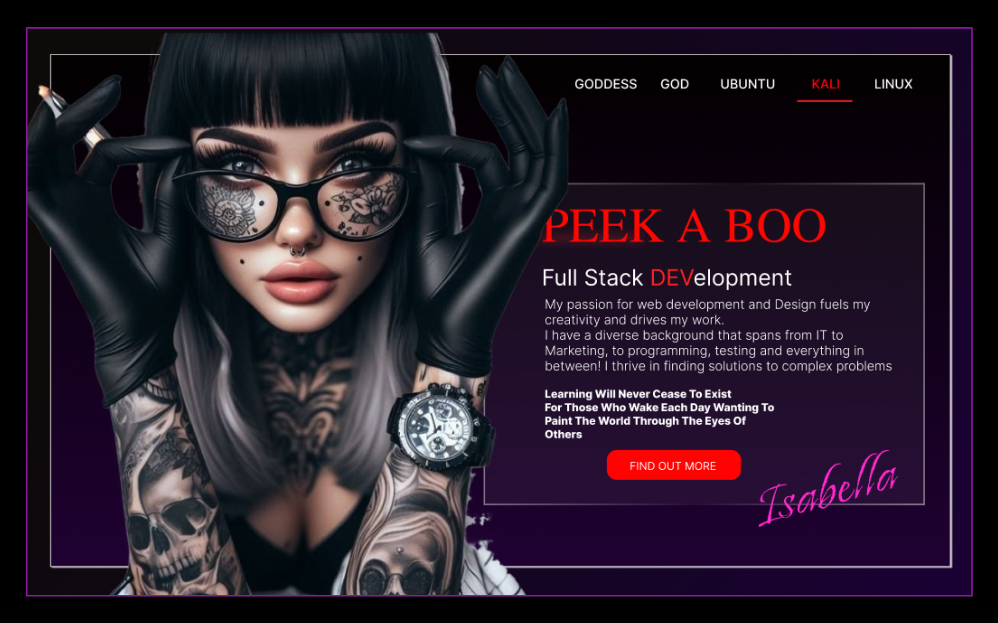 GODDESS GOD UBUNTU KALI LINUX
PEEK A BOO
Full Stack DEVelopment
My passion for web development and Design fuels my
creativity and drives my work.
I have a diverse background that spans from IT to
Marketing, to programming, testing and everything in
between! I thrive in finding solutions to complex problems
Learning Will Never Cease To Exist
For Those Who Wake Each Day Wanting To
Paint The World Through The Eyes Of
Others
FIND OUT MORE
Isabella